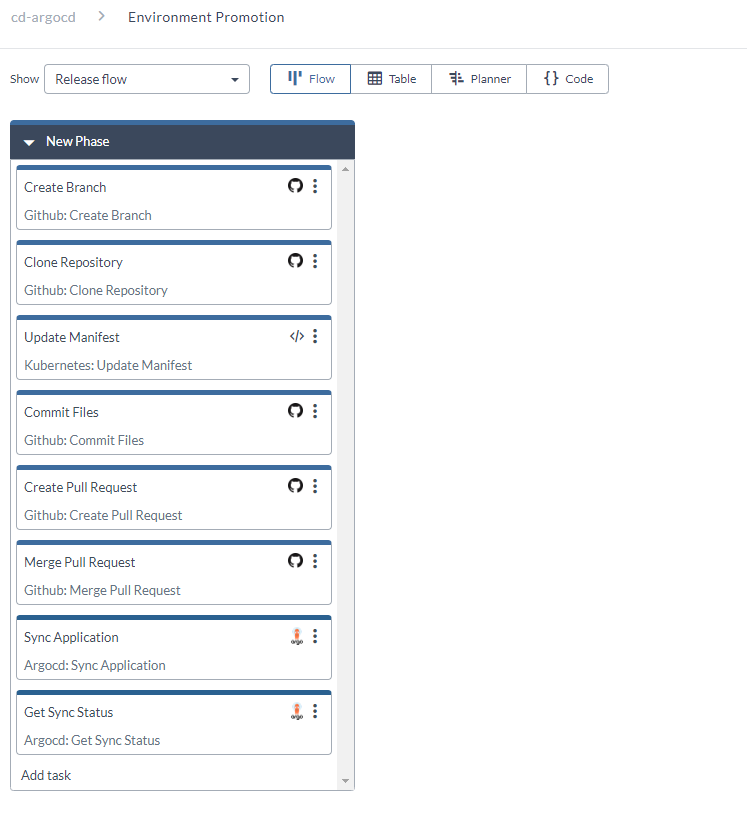 cd-argocd > Environment Promotion
Show Release flow Flow Table Planner {} Code
New Phase
Create Branch
Github: Create Branch
Clone Repository
Github: Clone Repository
Update Manifest </>
Kubernetes: Update Manifest
Commit Files
Github: Commit Files
Create Pull Request
Github: Create Pull Request
Merge Pull Request
Github: Merge Pull Request
Sync Application argo
Argocd: Sync Application
Get Sync Status argo
Argocd: Get Sync Status
Add task